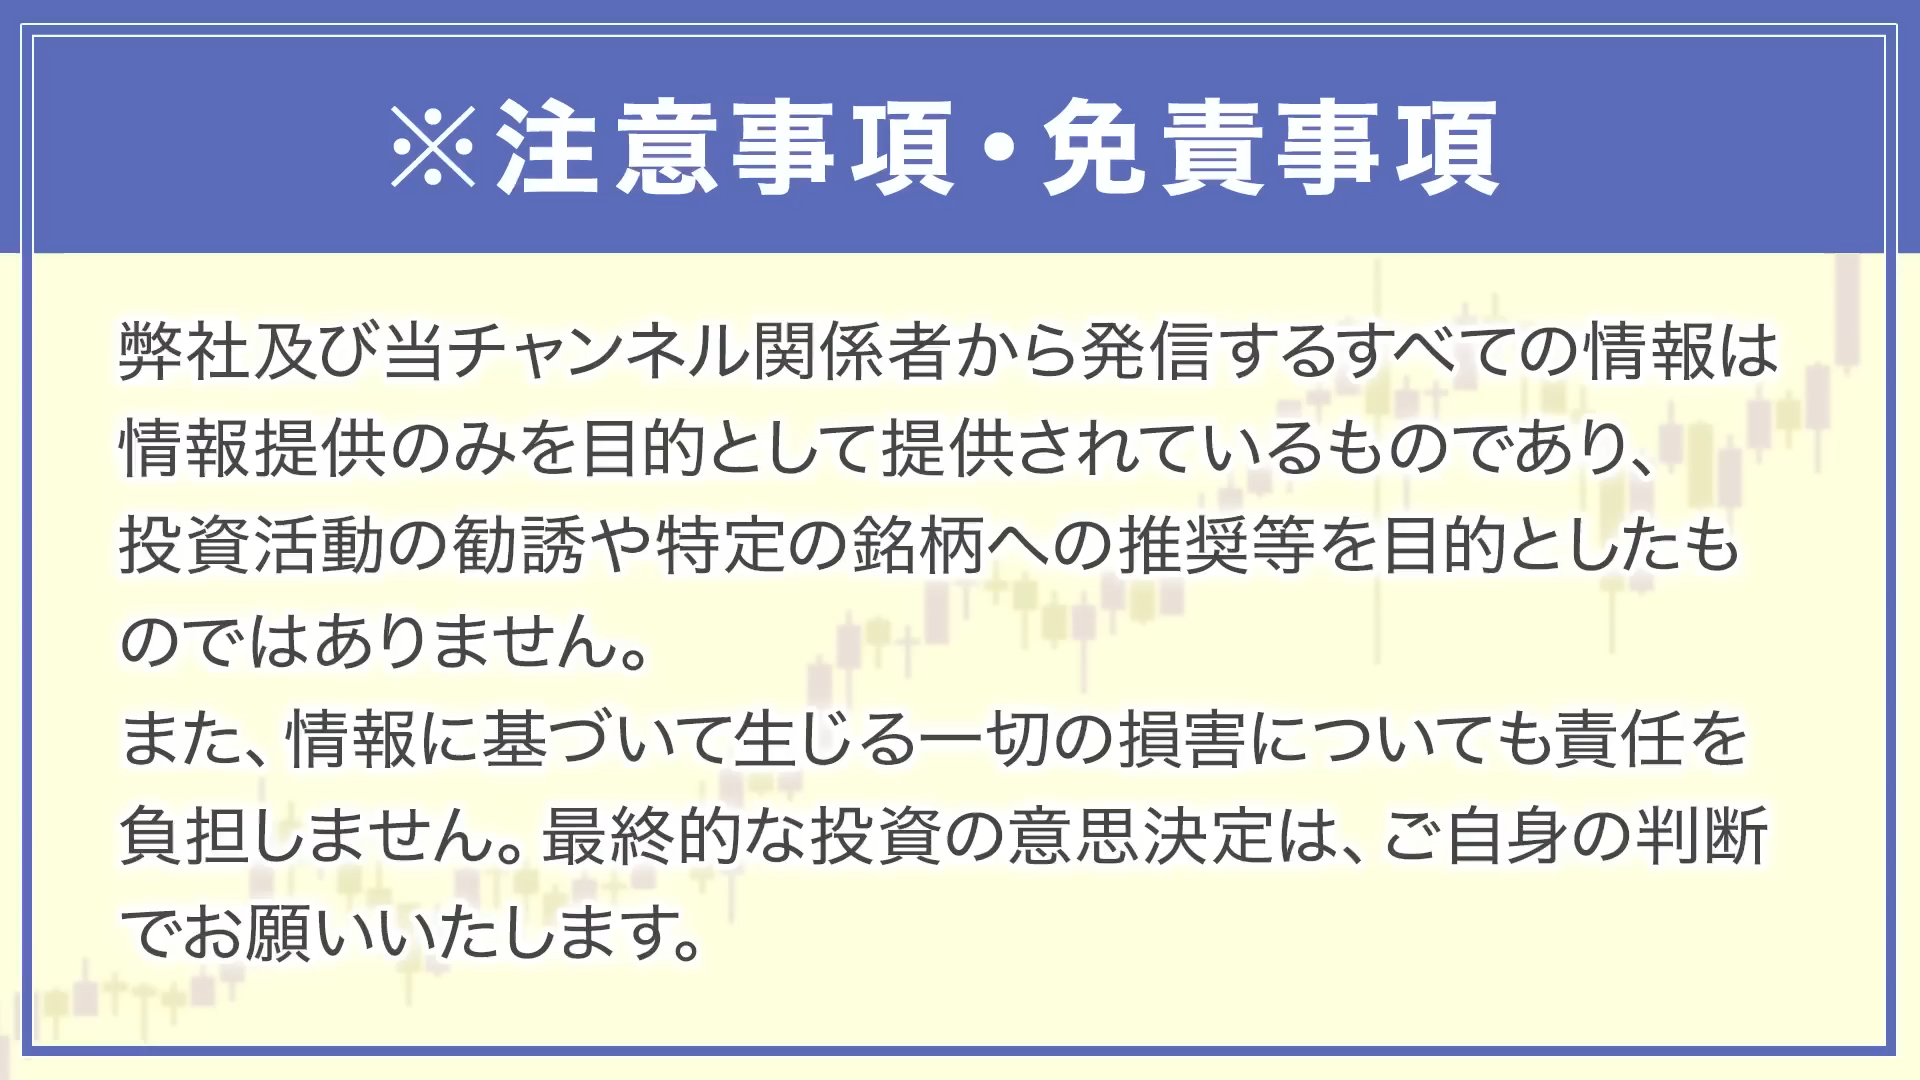 ※注意事項・免責事項
弊社及び当チャンネル関係者から発信するすべての情報は
情報提供のみを目的として提供されているものであり、
投資活動の勧誘や特定の銘柄への推奨等を目的としたも
のではありません。
また、情報に基づいて生じる一切の損害についても責任を
負担しません。最終的な投資の意思決定は、ご自身の判断
でお願いいたします。